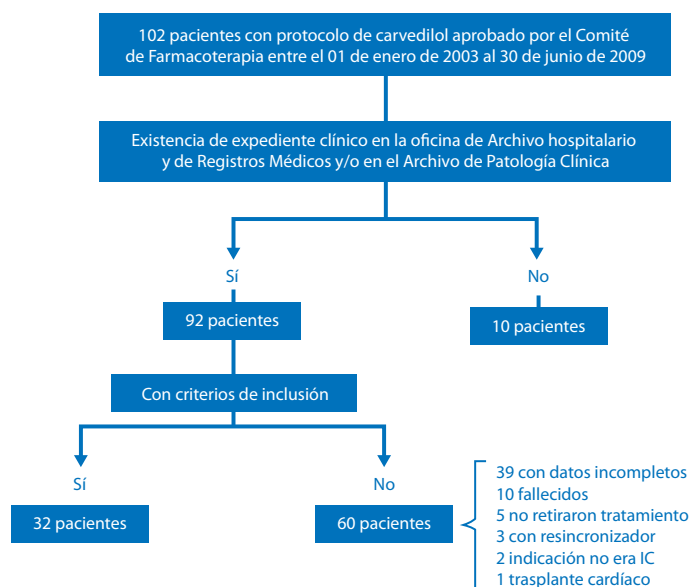 102 pacientes con protocolo de carvedilol aprobado por el Comité
de Farmacoterapia entre el 01 de enero de 2003 al 30 de junio de 2009
Existencia de expediente clínico en la oficina de Archivo hospitalario
y de Registros Médicos y/o en el Archivo de Patología Clínica
Sí
No
92 pacientes
10 pacientes
Con criterios de inclusión
Sí
No
32 pacientes
60 pacientes
39 con datos incompletos
10 fallecidos
5 no retiraron tratamiento
3 con resincronizador
2 indicación no era IC
1 trasplante cardíaco